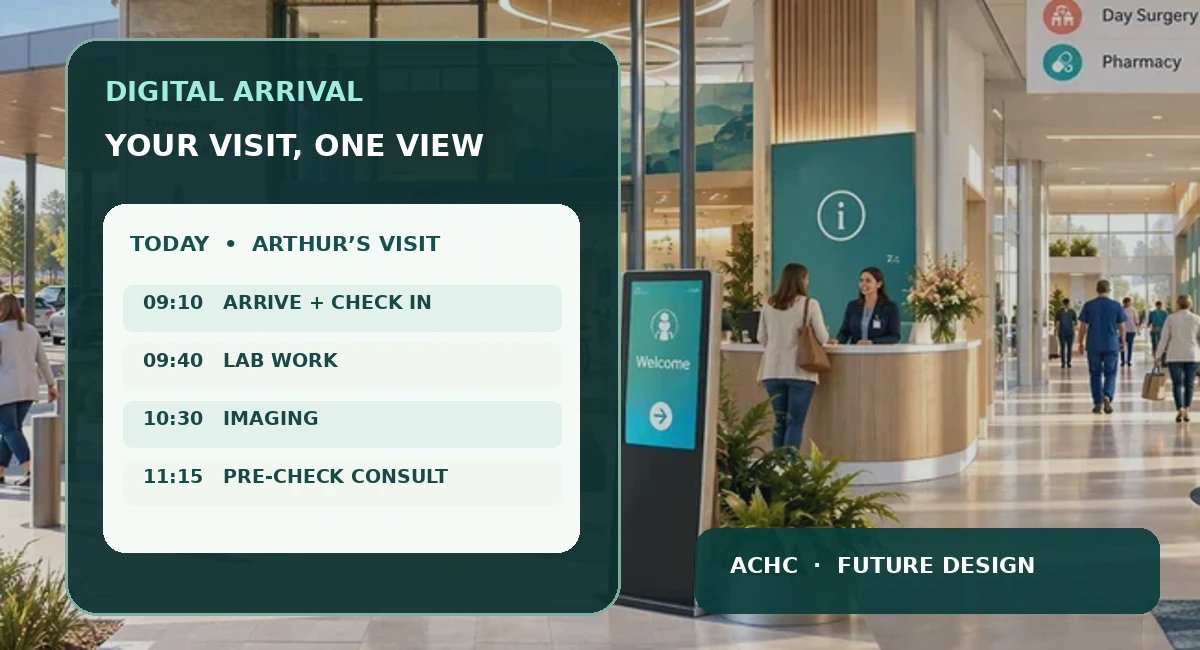 DIGITAL ARRIVAL
YOUR VISIT, ONE VIEW
TODAY • ARTHUR’S VISIT
09:10 ARRIVE + CHECK IN
09:40 LAB WORK
10:30 IMAGING
11:15 PRE-CHECK CONSULT
Day Surgery
Pharmacy
i
Welcome
ACHC · FUTURE DESIGN